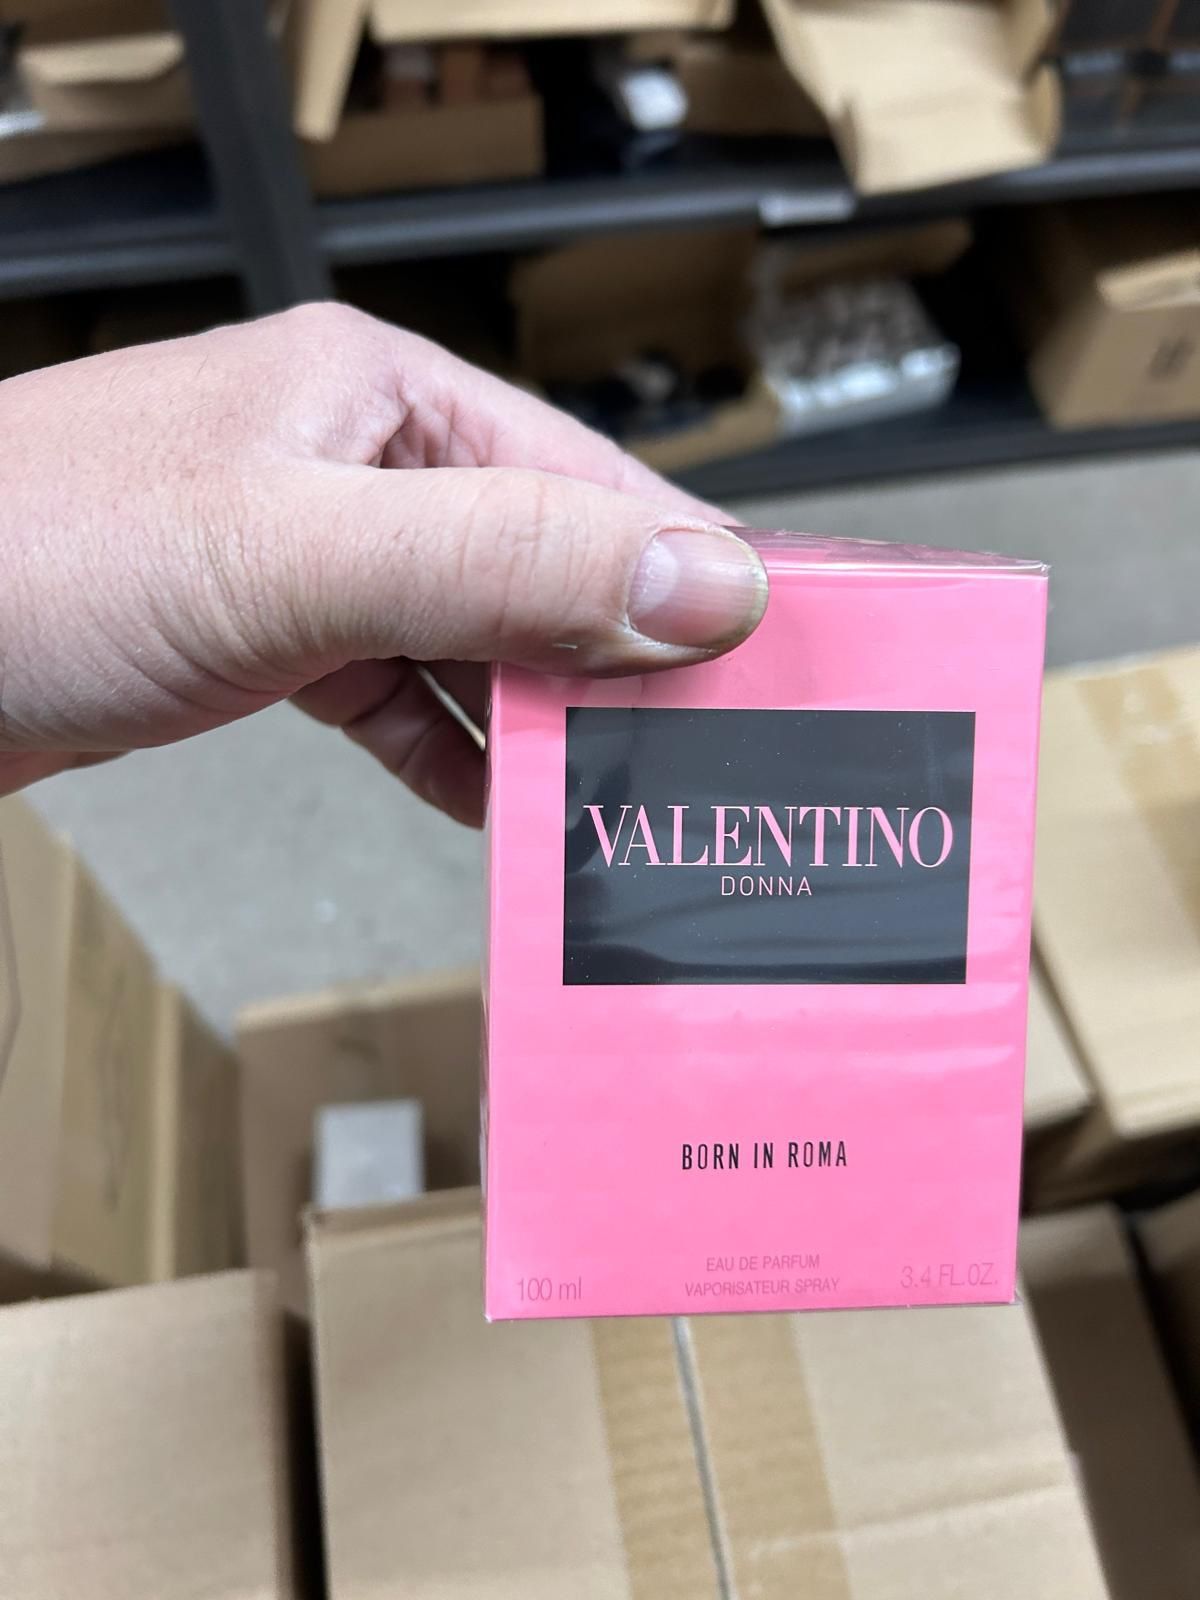 VALENTINO
DONNA
BORN IN ROMA
EAU DE PARFUM
VAPORISATEUR SPRAY
100 ml
3.4 FL.OZ.